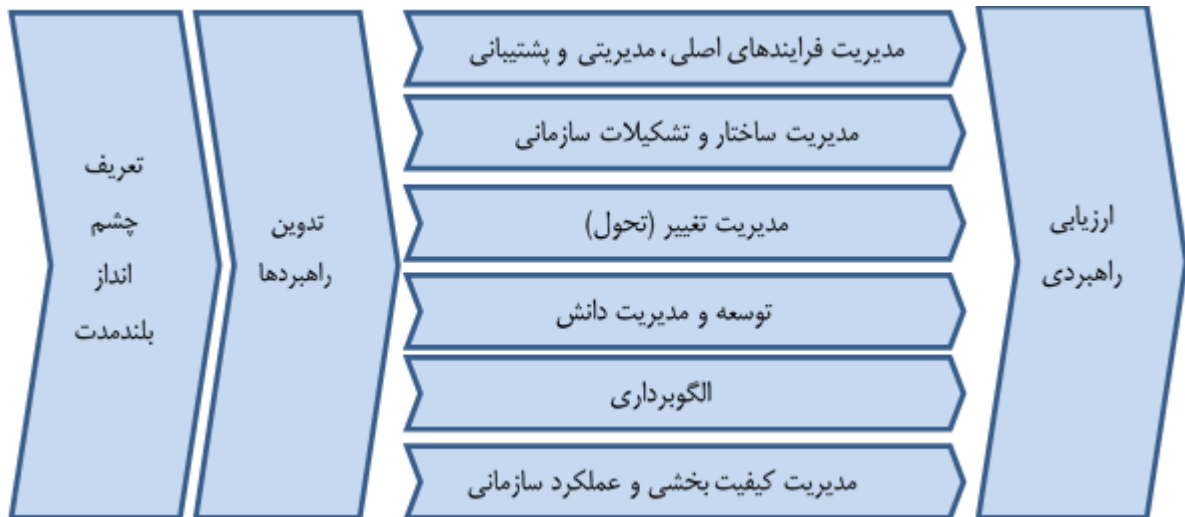 تعریف
چشم
انداز
بلندمدت
تدوین
راهبردها
مدیریت فرایندهای اصلی، مدیریتی و پشتیبانی
مدیریت ساختار و تشکیلات سازمانی
مدیریت تغییر (تحول)
توسعه و مدیریت دانش
الگوبرداری
مدیریت کیفیت بخشی و عملکرد سازمانی
ارزیابی
راهبردی